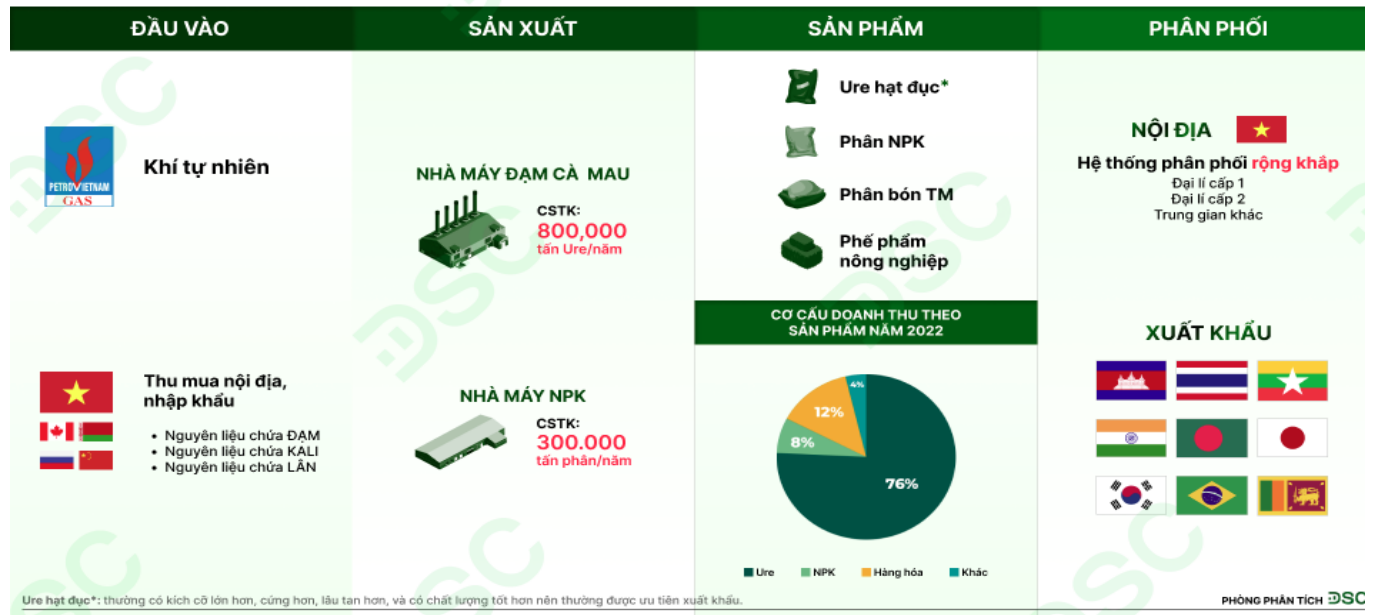 ĐẦU VÀO
SẢN XUẤT
SẢN PHẨM
PHÂN PHỐI
PETROVIETNAM
GAS
Khí tự nhiên
Thu mua nội địa,
nhập khẩu
• Nguyên liệu chứa ĐẠM
• Nguyên liệu chứa KALI
• Nguyên liệu chứa LÂN
NHÀ MÁY ĐẠM CÀ MAU
CSTK:
800,000
tấn Ure/năm
NHÀ MÁY NPK
CSTK:
300.000
tấn phân/năm
Ure hạt đục*
Phân NPK
Phân bón TM
Phế phẩm
nông nghiệp
CƠ CẤU DOANH THU THEO
SẢN PHẨM NĂM 2022
4%
12%
8%
76%
Ure
NPK
Hàng hóa
Khác
NỘI ĐỊA
Hệ thống phân phối rộng khắp
Đại lí cấp 1
Đại lí cấp 2
Trung gian khác
XUẤT KHẨU
Ure hạt đục*: thường có kích cỡ lớn hơn, cứng hơn, lâu tan hơn, và có chất lượng tốt hơn nên thường được ưu tiên xuất khẩu.
PHÒNG PHÂN TÍCH DSC
DSC
DSC
DSC
DSC
DSC